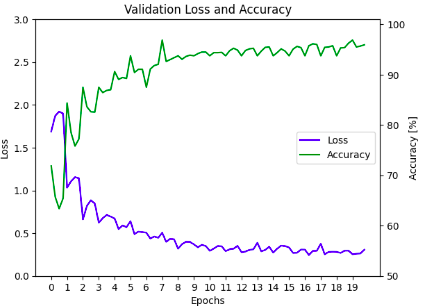 Validation Loss and Accuracy
3.0
2.5
2.0
1.5
1.0
0.5
0.0
Loss
100
90
80
70
60
50
Accuracy [%]
Loss
Accuracy
0 1 2 3 4 5 6 7 8 9 10 11 12 13 14 15 16 17 18 19
Epochs